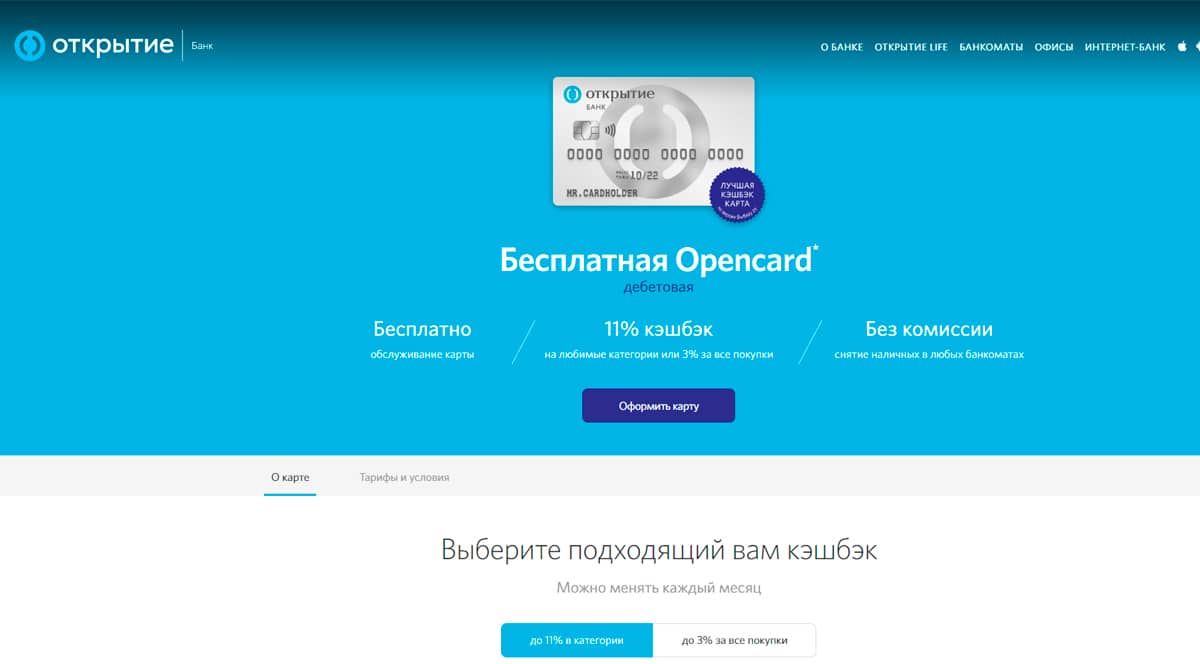 открытие Банк
О БАНКЕ ОТКРЫТИЕ LIFE БАНКОМАТЫ ОФИСЫ ИНТЕРНЕТ-БАНК
открытие
БАНК
0000 0000 0000 0000
10/22
MR.CARDHOLDER
ЛУЧШАЯ
КЭШБЭК
КАРТА
Бесплатная Opencard*
дебетовая
Бесплатно
обслуживание карты
11% кэшбэк
на любимые категории или 3% за все покупки
Без комиссии
снятие наличных в любых банкоматах
Оформить карту
О карте Тарифы и условия
Выберите подходящий вам кэшбэк
Можно менять каждый месяц
до 11% в категории до 3% за все покупки